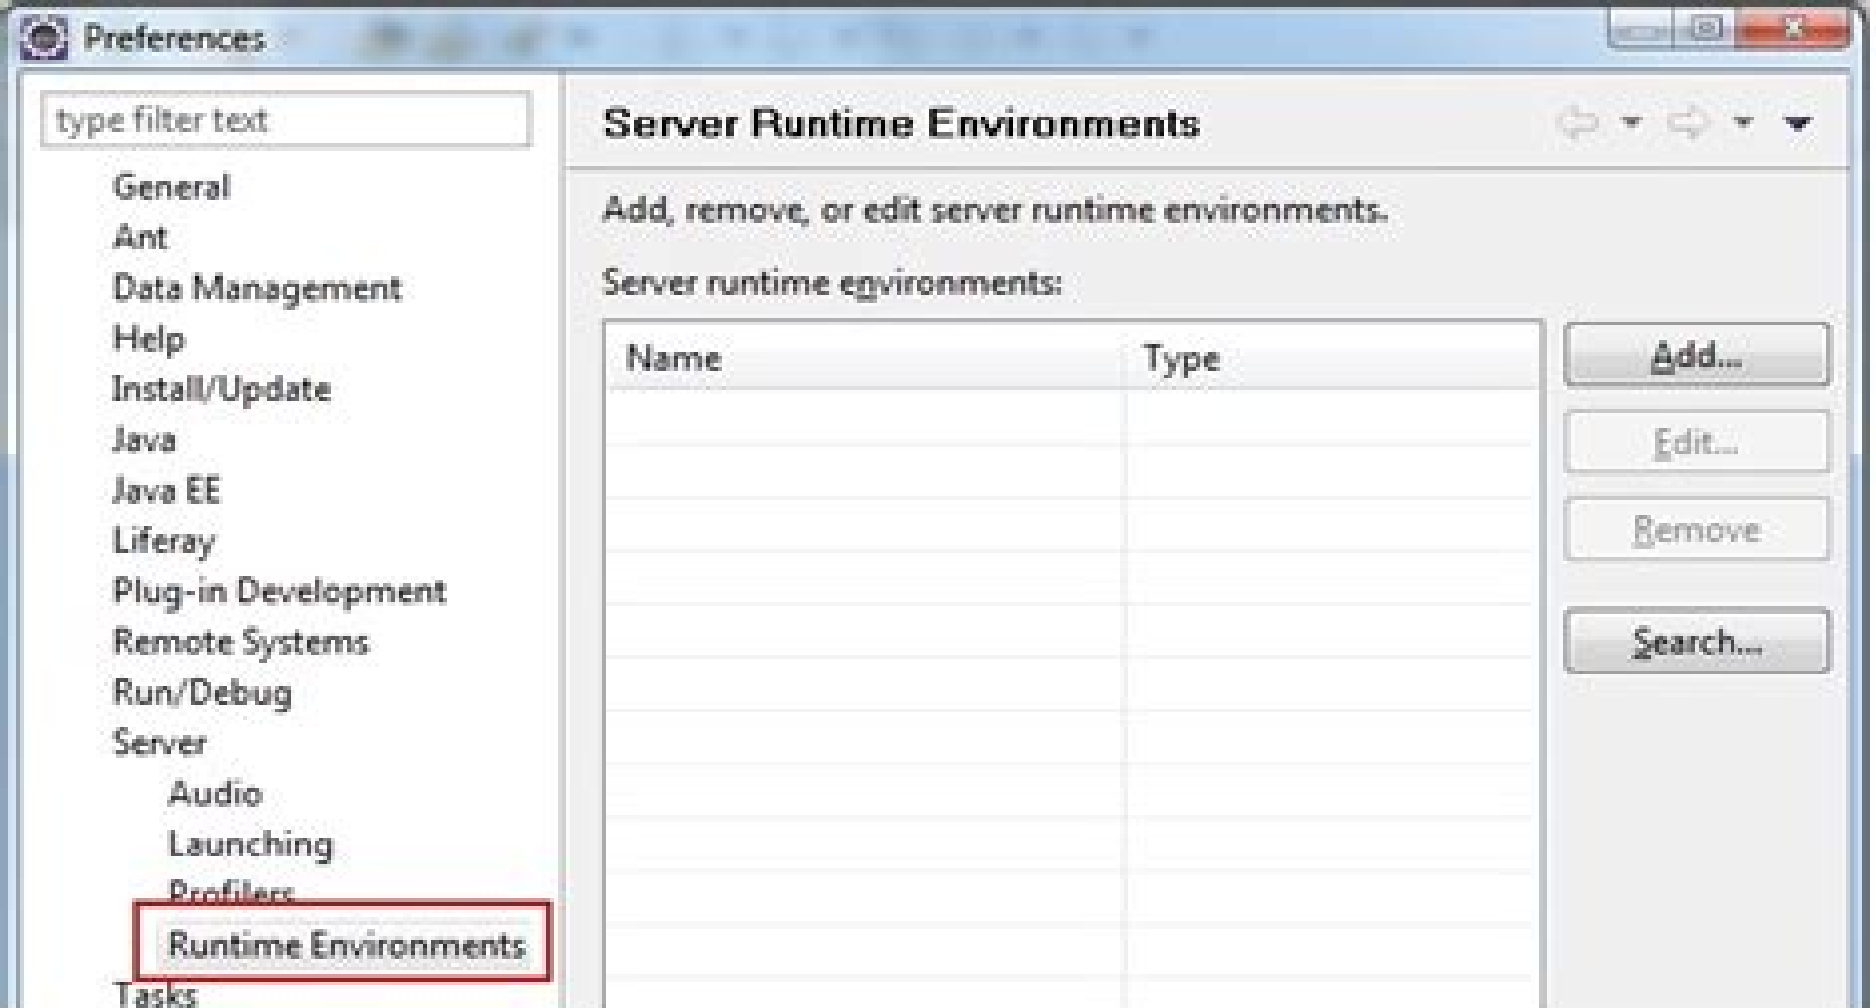 Preferences
type filter text
General
Ant
Data Management
Help
Install/Update
Java
Java EE
Liferay
Plug-in Development
Remote Systems
Run/Debug
Server
Audio
Launching
Profilers
Runtime Environments
Tasks
Server Runtime Environments
Add, remove, or edit server runtime environments.
Server runtime environments:
Name Type
Add...
Edit...
Remove
Search...